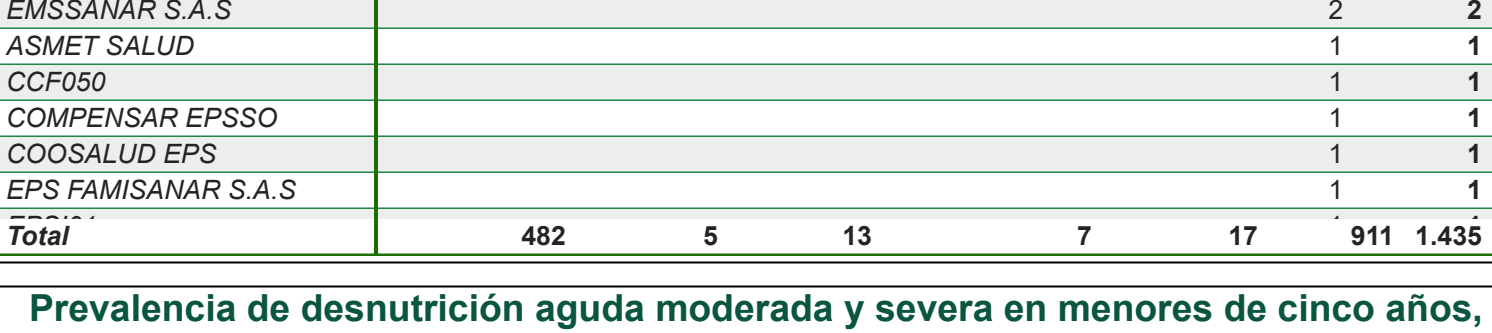 EMSSANAR S.A.S 2 2
ASMET SALUD 1 1
CCF050 1 1
COMPENSAR EPSSO 1 1
COOSALUD EPS 1 1
EPS FAMISANAR S.A.S 1 1
Total 482 5 13 7 17 911 1.435
Prevalencia de desnutrición aguda moderada y severa en menores de cinco años,